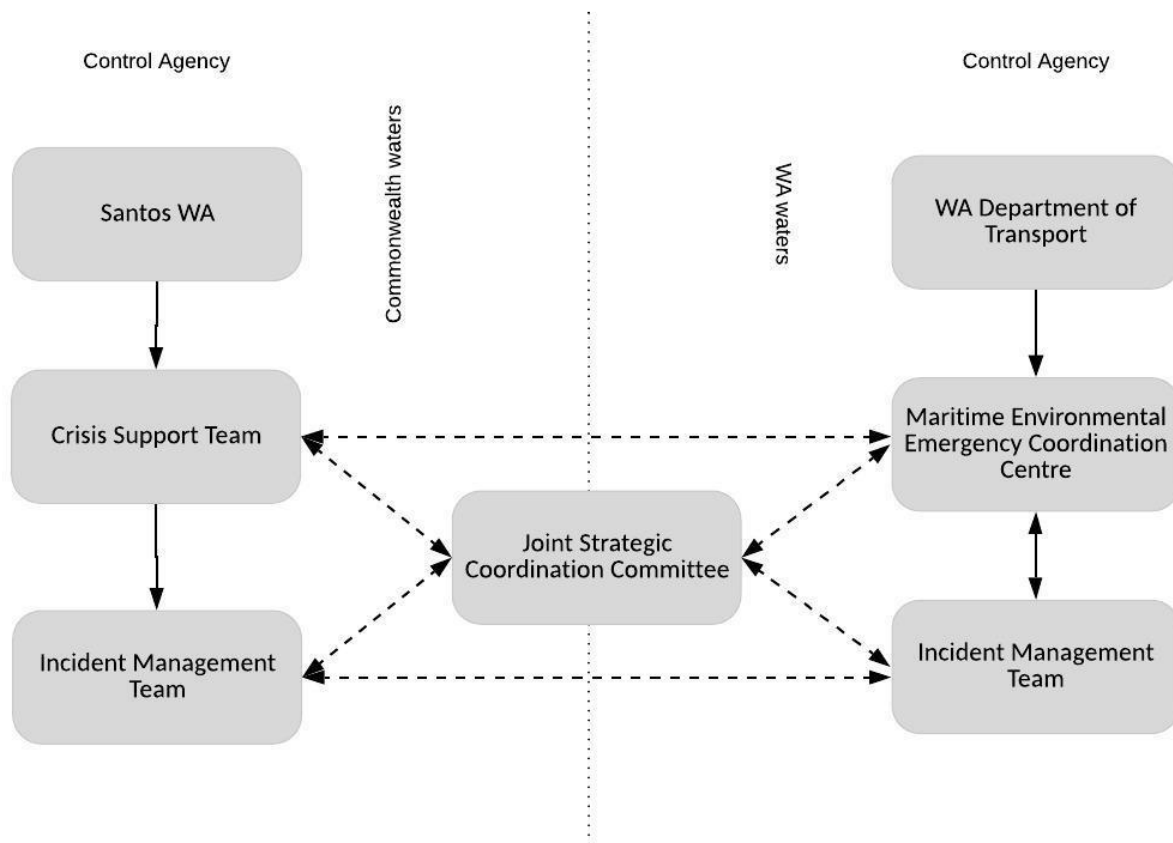 Control Agency
Control Agency
Commonwealth waters
WA waters
Santos WA
WA Department of
Transport
Crisis Support Team
Maritime Environmental
Emergency Coordination
Centre
Joint Strategic
Coordination Committee
Incident Management
Team
Incident Management
Team